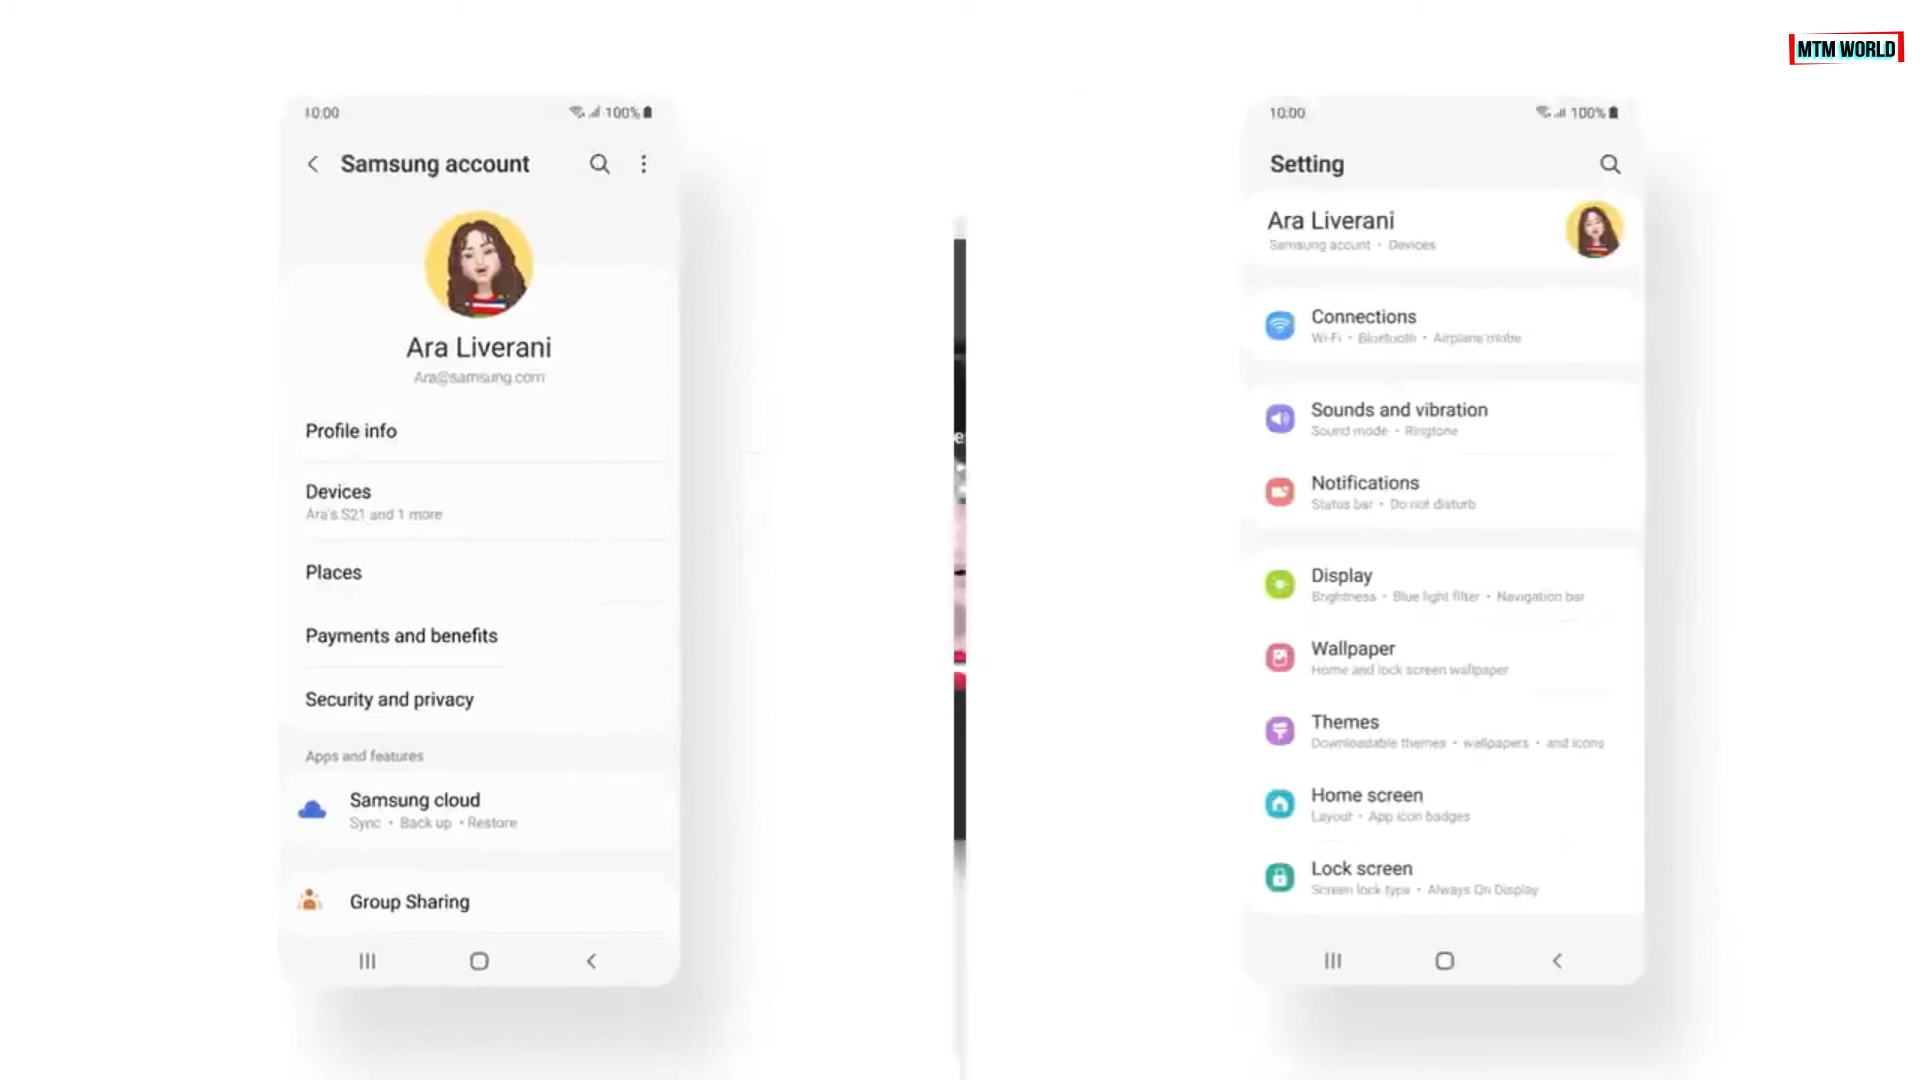 MTM WORLD
10:00
100%
Samsung account
Ara Liverani
Ara@samsung.com
Profile info
Devices
Ara's S21 and 1 more
Places
Payments and benefits
Security and privacy
Apps and features
Samsung cloud
Sync • Back up • Restore
Group Sharing
e
10:00
100%
Setting
Ara Liverani
Samsung accunt • Devices
Connections
Wi-Fi • Bluetooth • Airplane mobe
Sounds and vibration
Sound mode • Ringtone
Notifications
Status bar • Do not disturb
Display
Brightness • Blue light filter • Navigation bar
Wallpaper
Home and lock screen wallpaper
Themes
Downloadable themes • wallpapers • and icons
Home screen
Layout • App icon badges
Lock screen
Screen lock type • Always On Display